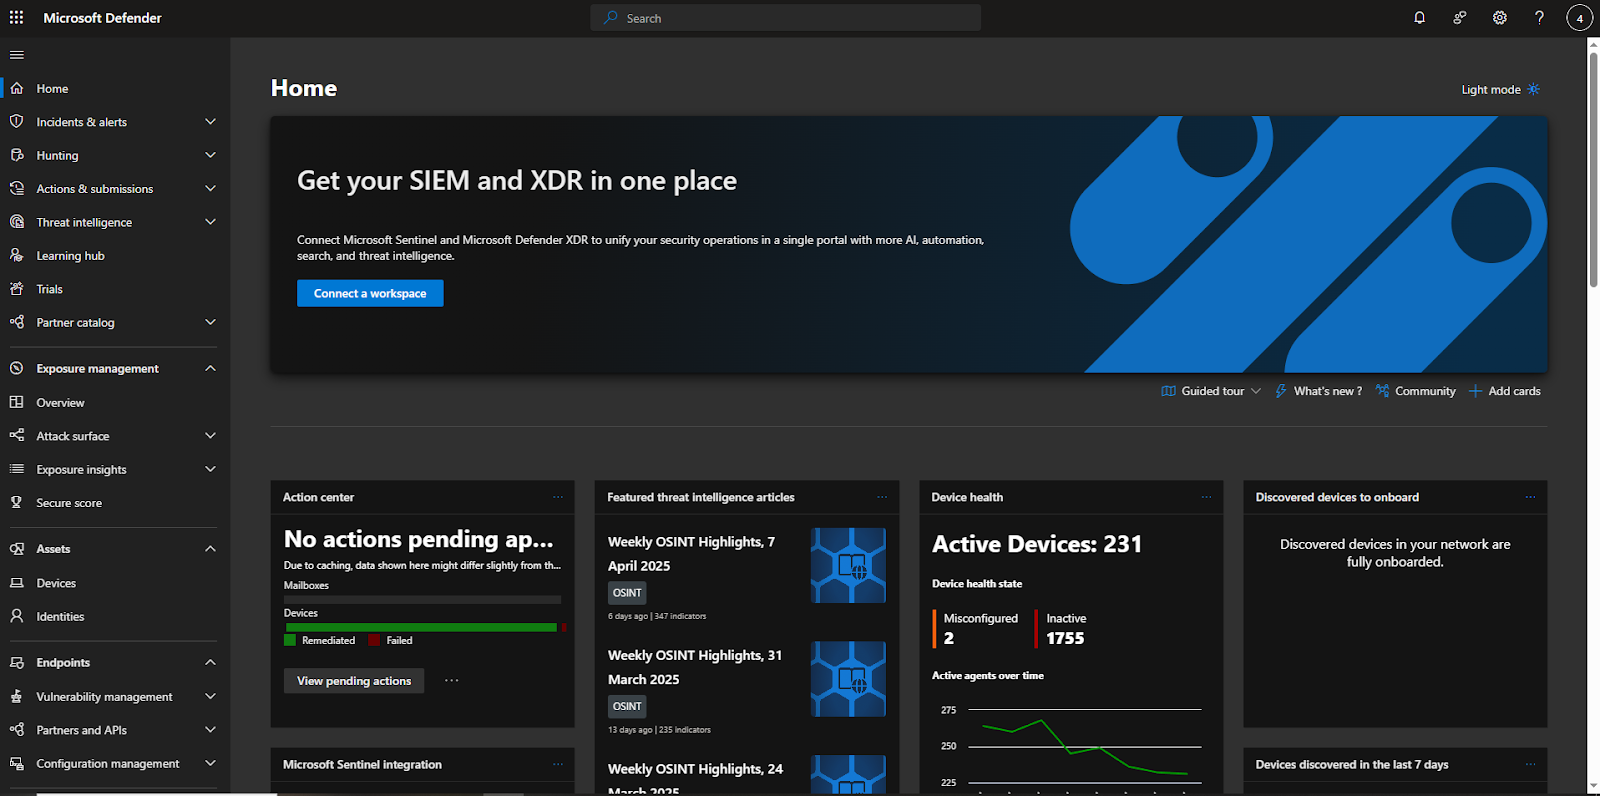 Microsoft Defender
Search
4
Home
Incidents & alerts
Hunting
Actions & submissions
Threat intelligence
Learning hub
Trials
Partner catalog
Exposure management
Overview
Attack surface
Exposure insights
Secure score
Assets
Devices
Identities
Endpoints
Vulnerability management
Partners and APIs
Configuration management
Home
Light mode
Get your SIEM and XDR in one place
Connect Microsoft Sentinel and Microsoft Defender XDR to unify your security operations in a single portal with more AI, automation,
search, and threat intelligence.
Connect a workspace
Guided tour
What's new ?
Community
Add cards
Action center
No actions pending ap...
Due to caching, data shown here might differ slightly from th...
Mailboxes
Devices
Remediated Failed
View pending actions
Microsoft Sentinel integration
Featured threat intelligence articles
Weekly OSINT Highlights, 7
April 2025
OSINT
6 days ago | 347 indicators
Weekly OSINT Highlights, 31
March 2025
OSINT
13 days ago | 235 indicators
Weekly OSINT Highlights, 24
March 2025
Device health
Active Devices: 231
Device health state
Misconfigured
2
Inactive
1755
Active agents over time
275
250
225
Discovered devices to onboard
Discovered devices in your network are
fully onboarded.
Devices discovered in the last 7 days